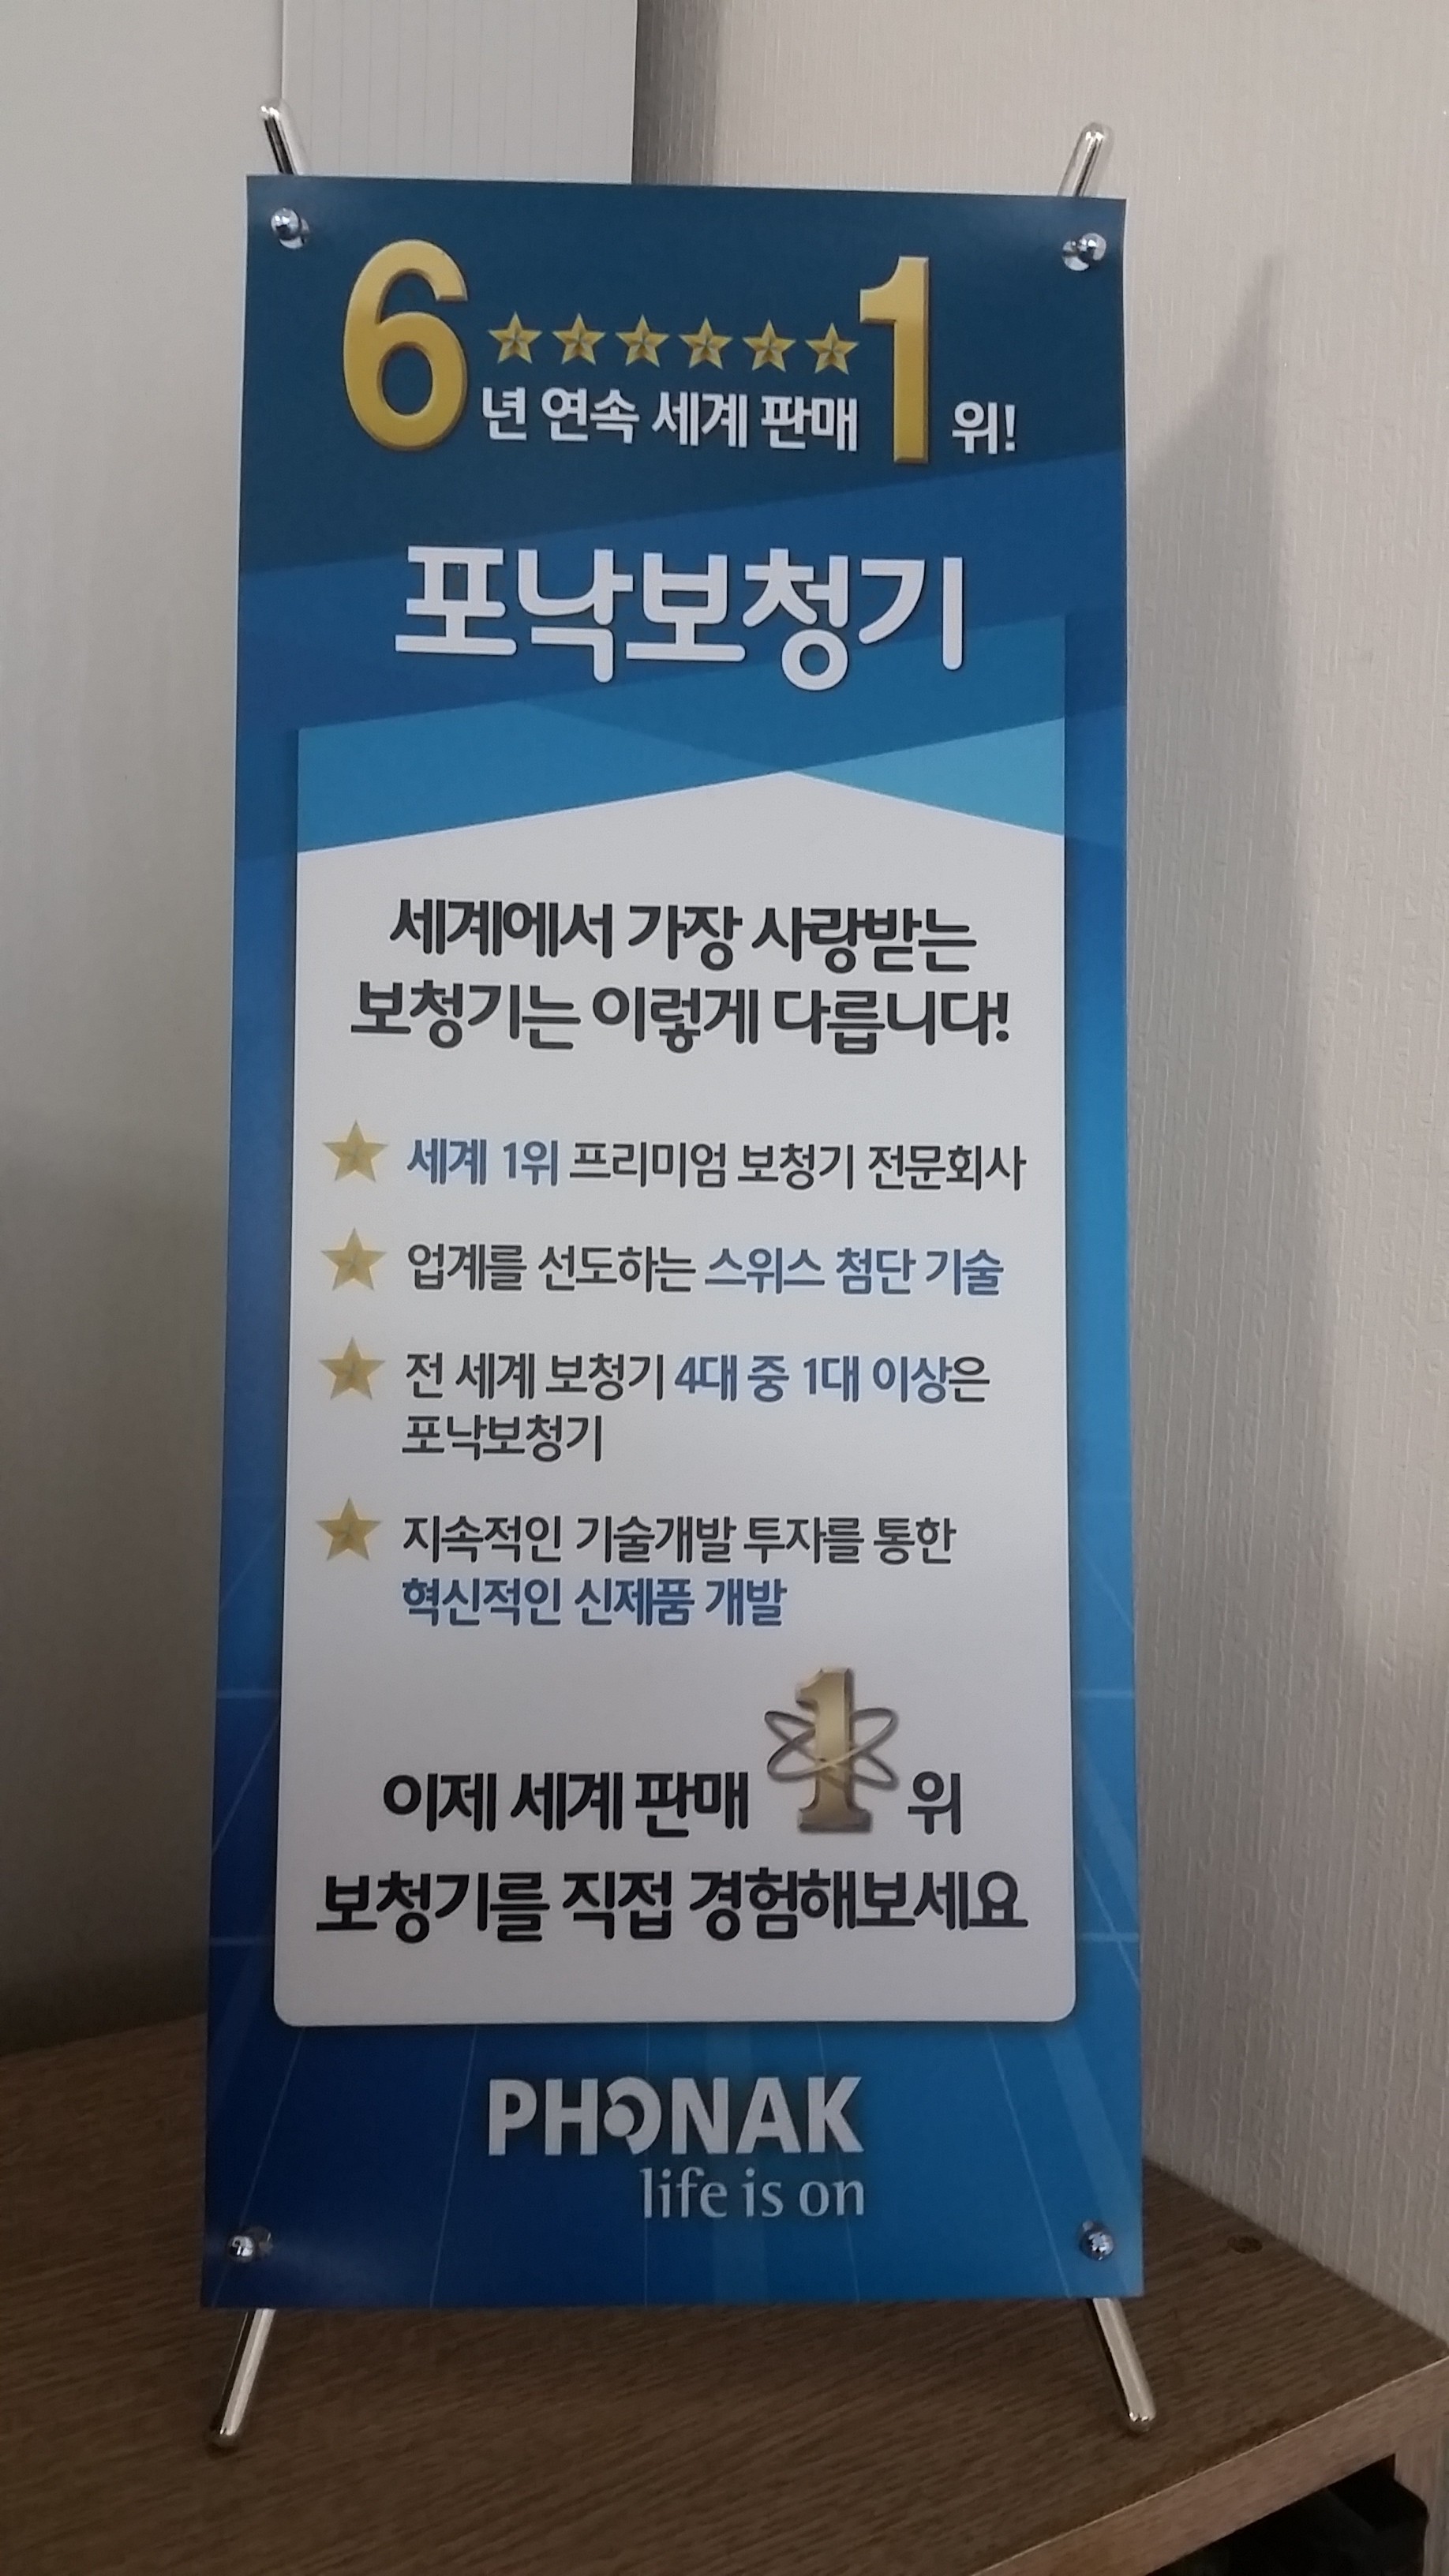 6년 연속 세계 판매 1위!
포낙보청기
세계에서 가장 사랑받는
보청기는 이렇게 다릅니다!
세계 1위 프리미엄 보청기 전문회사
업계를 선도하는 스위스 첨단 기술
전 세계 보청기 4대 중 1대 이상은
포낙보청기
지속적인 기술개발 투자를 통한
혁신적인 신제품 개발
이제 세계 판매 1위
보청기를 직접 경험해보세요
PHONAK
life is on